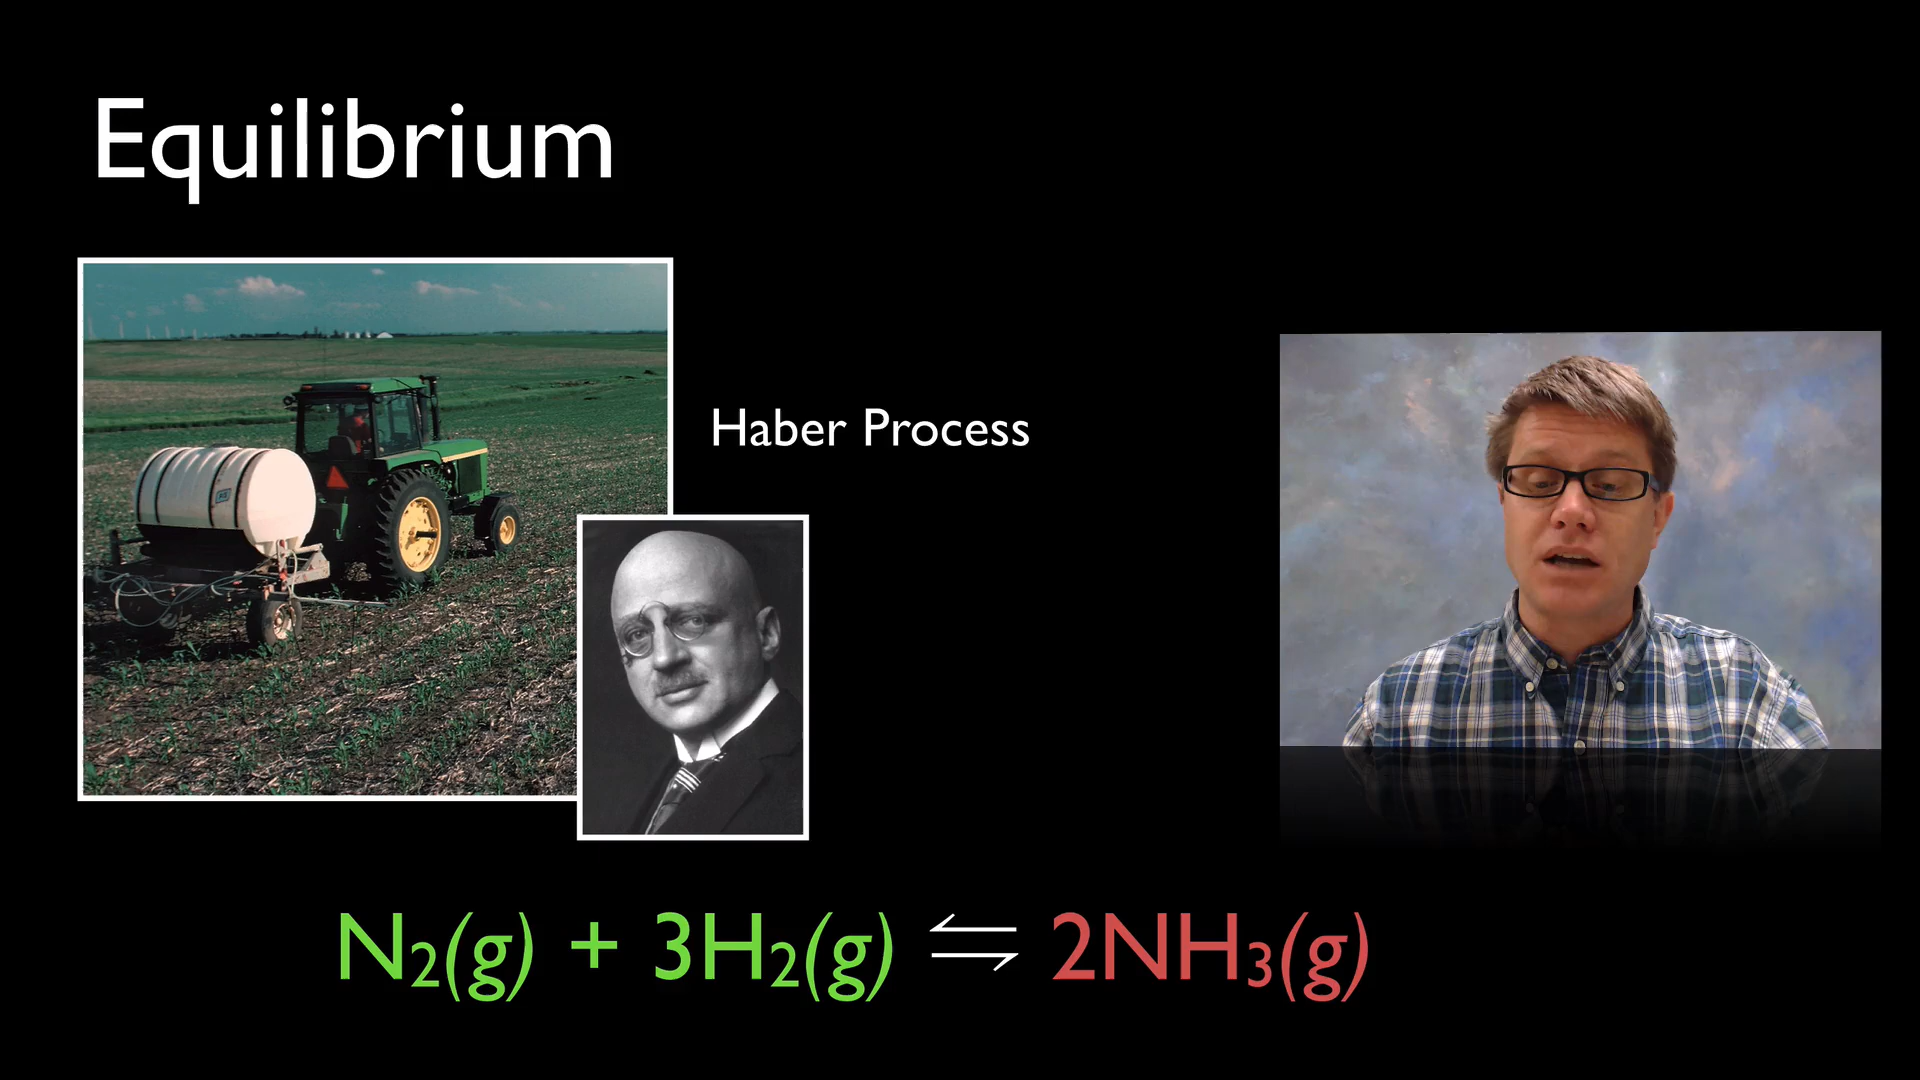 Equilibrium
Haber Process
N₂(g) + 3H₂(g) ⇌ 2NH₃(g)